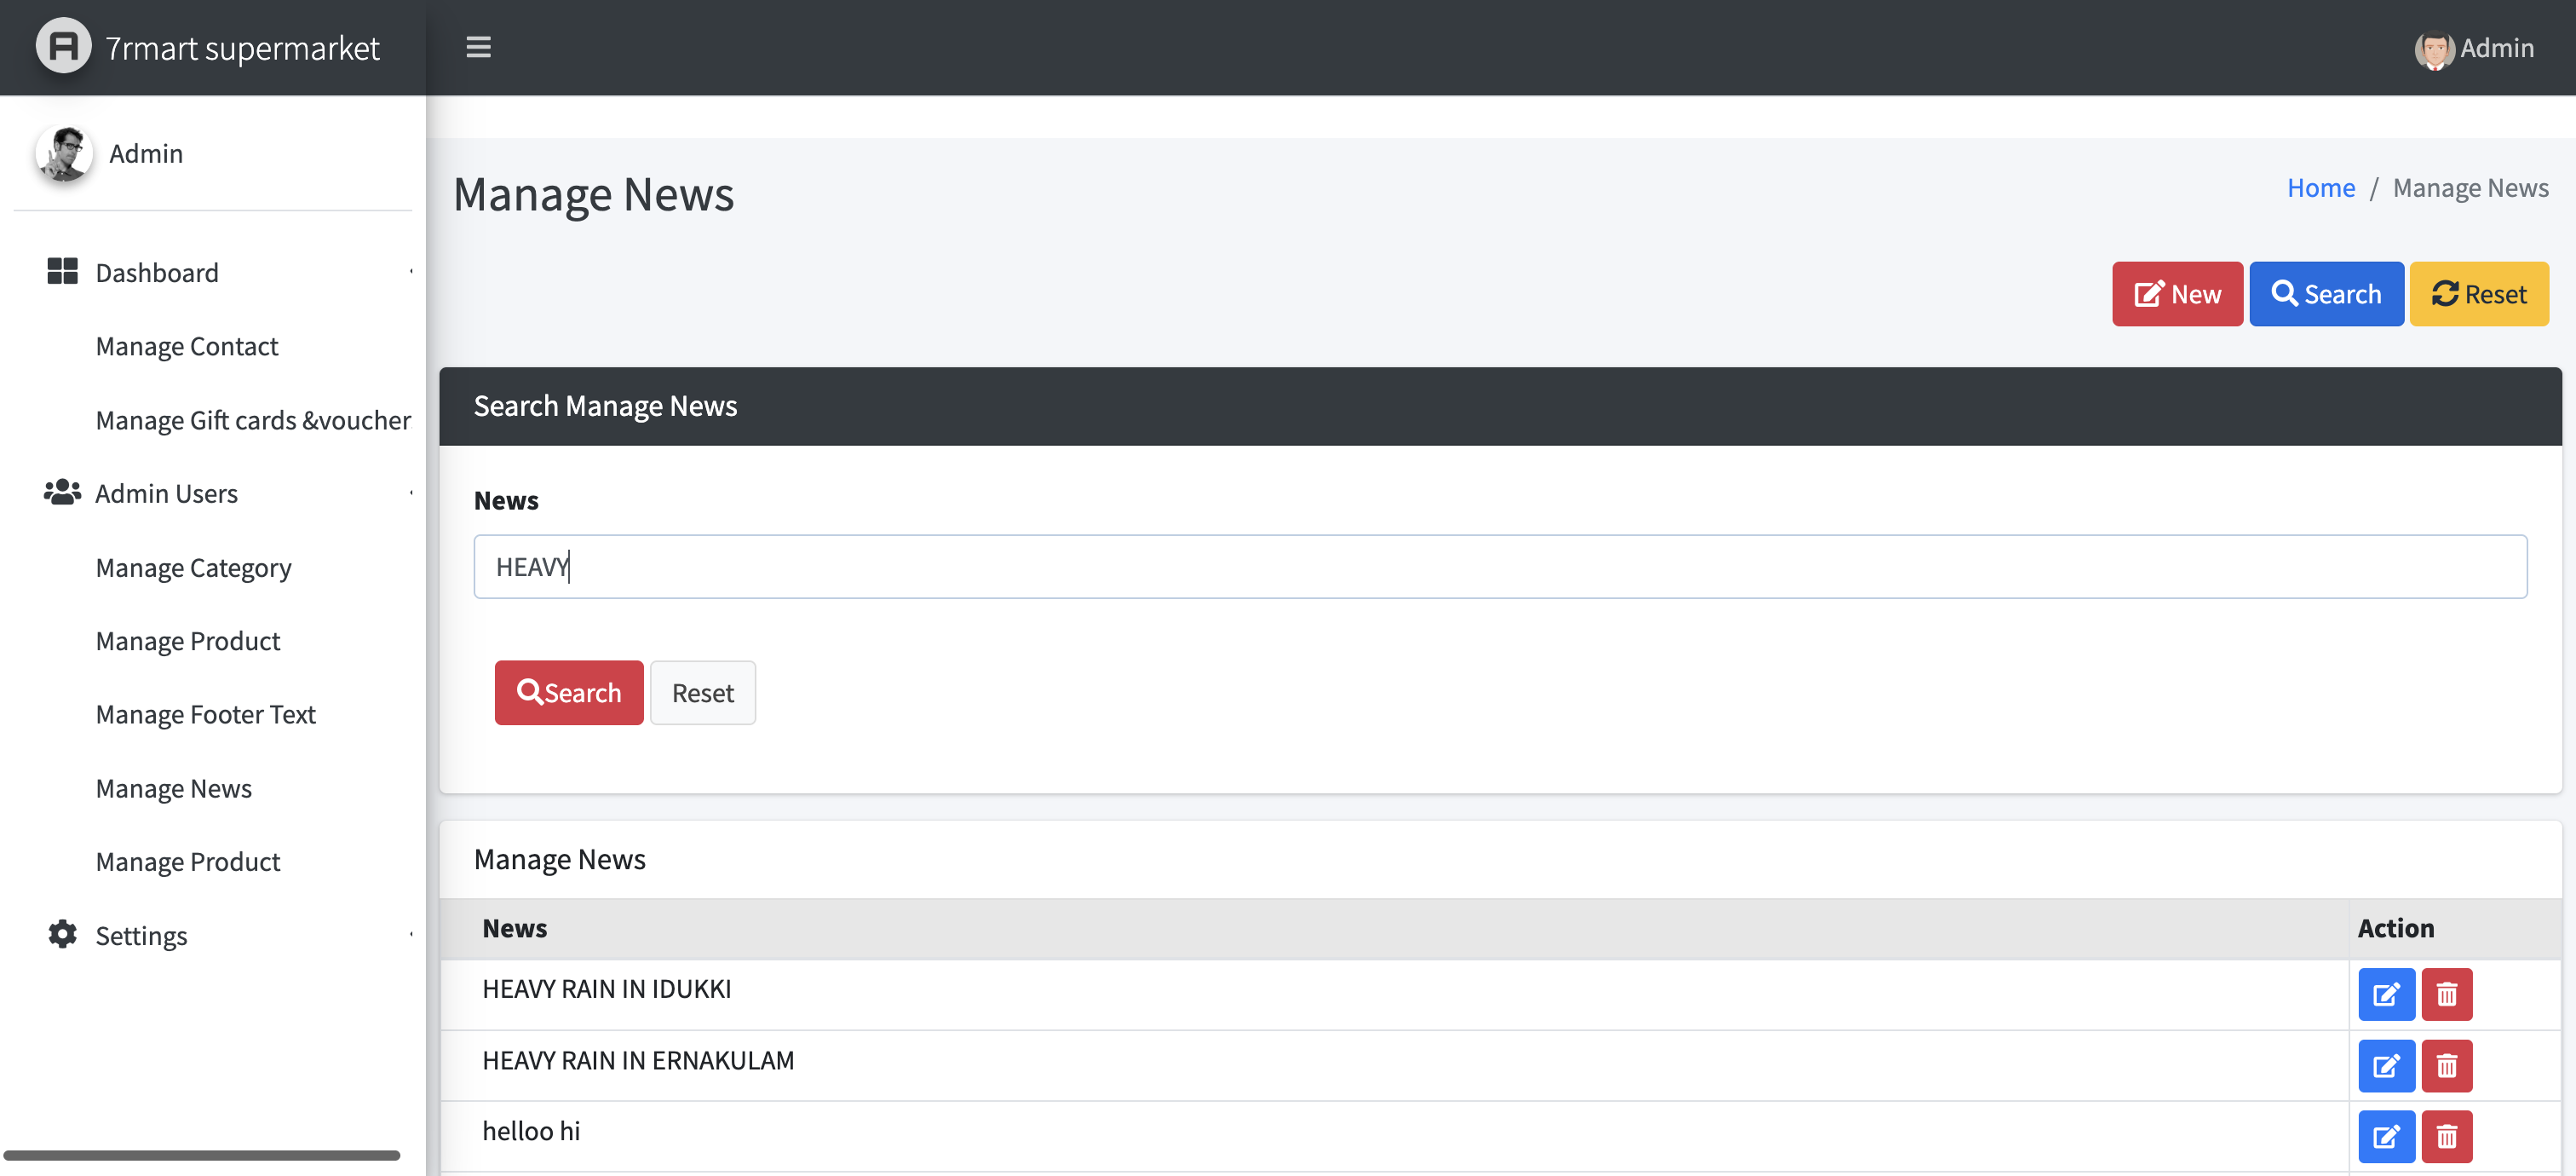 7rmart supermarket
Admin
Admin
Manage News
Home / Manage News
Dashboard
Manage Contact
Manage Gift cards &voucher
Admin Users
Manage Category
Manage Product
Manage Footer Text
Manage News
Manage Product
Settings
New Search Reset
Search Manage News
News
HEAVY
Search Reset
Manage News
News Action
HEAVY RAIN IN IDUKKI
HEAVY RAIN IN ERNAKULAM
helloo hi